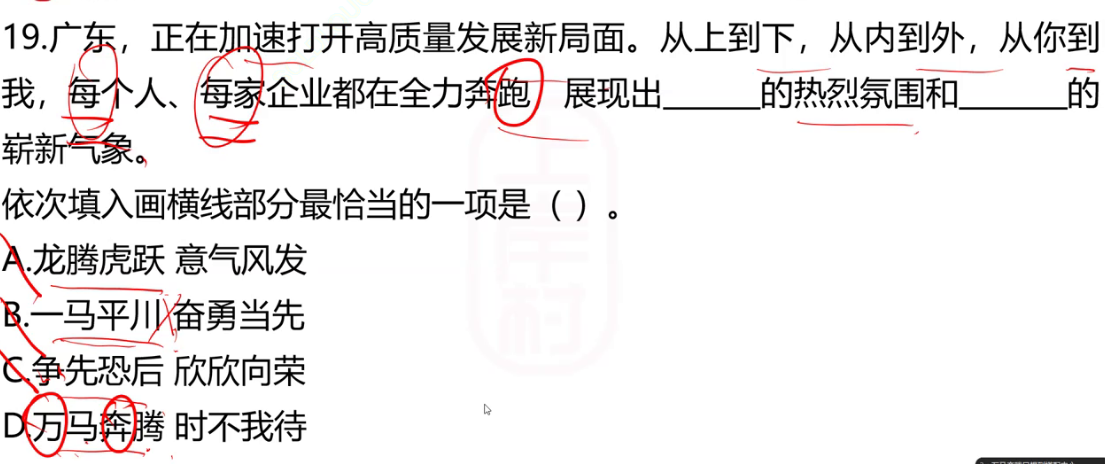 19.广东，正在加速打开高质量发展新局面。从上到下，从内到外，从你到
我，每个人、每家企业都在全力奔跑，展现出______的热烈氛围和______的
崭新气象。
依次填入画横线部分最恰当的一项是（ ）。
A.龙腾虎跃 意气风发
B.一马平川 奋勇当先
C.争先恐后 欣欣向荣
D.万马奔腾 时不我待